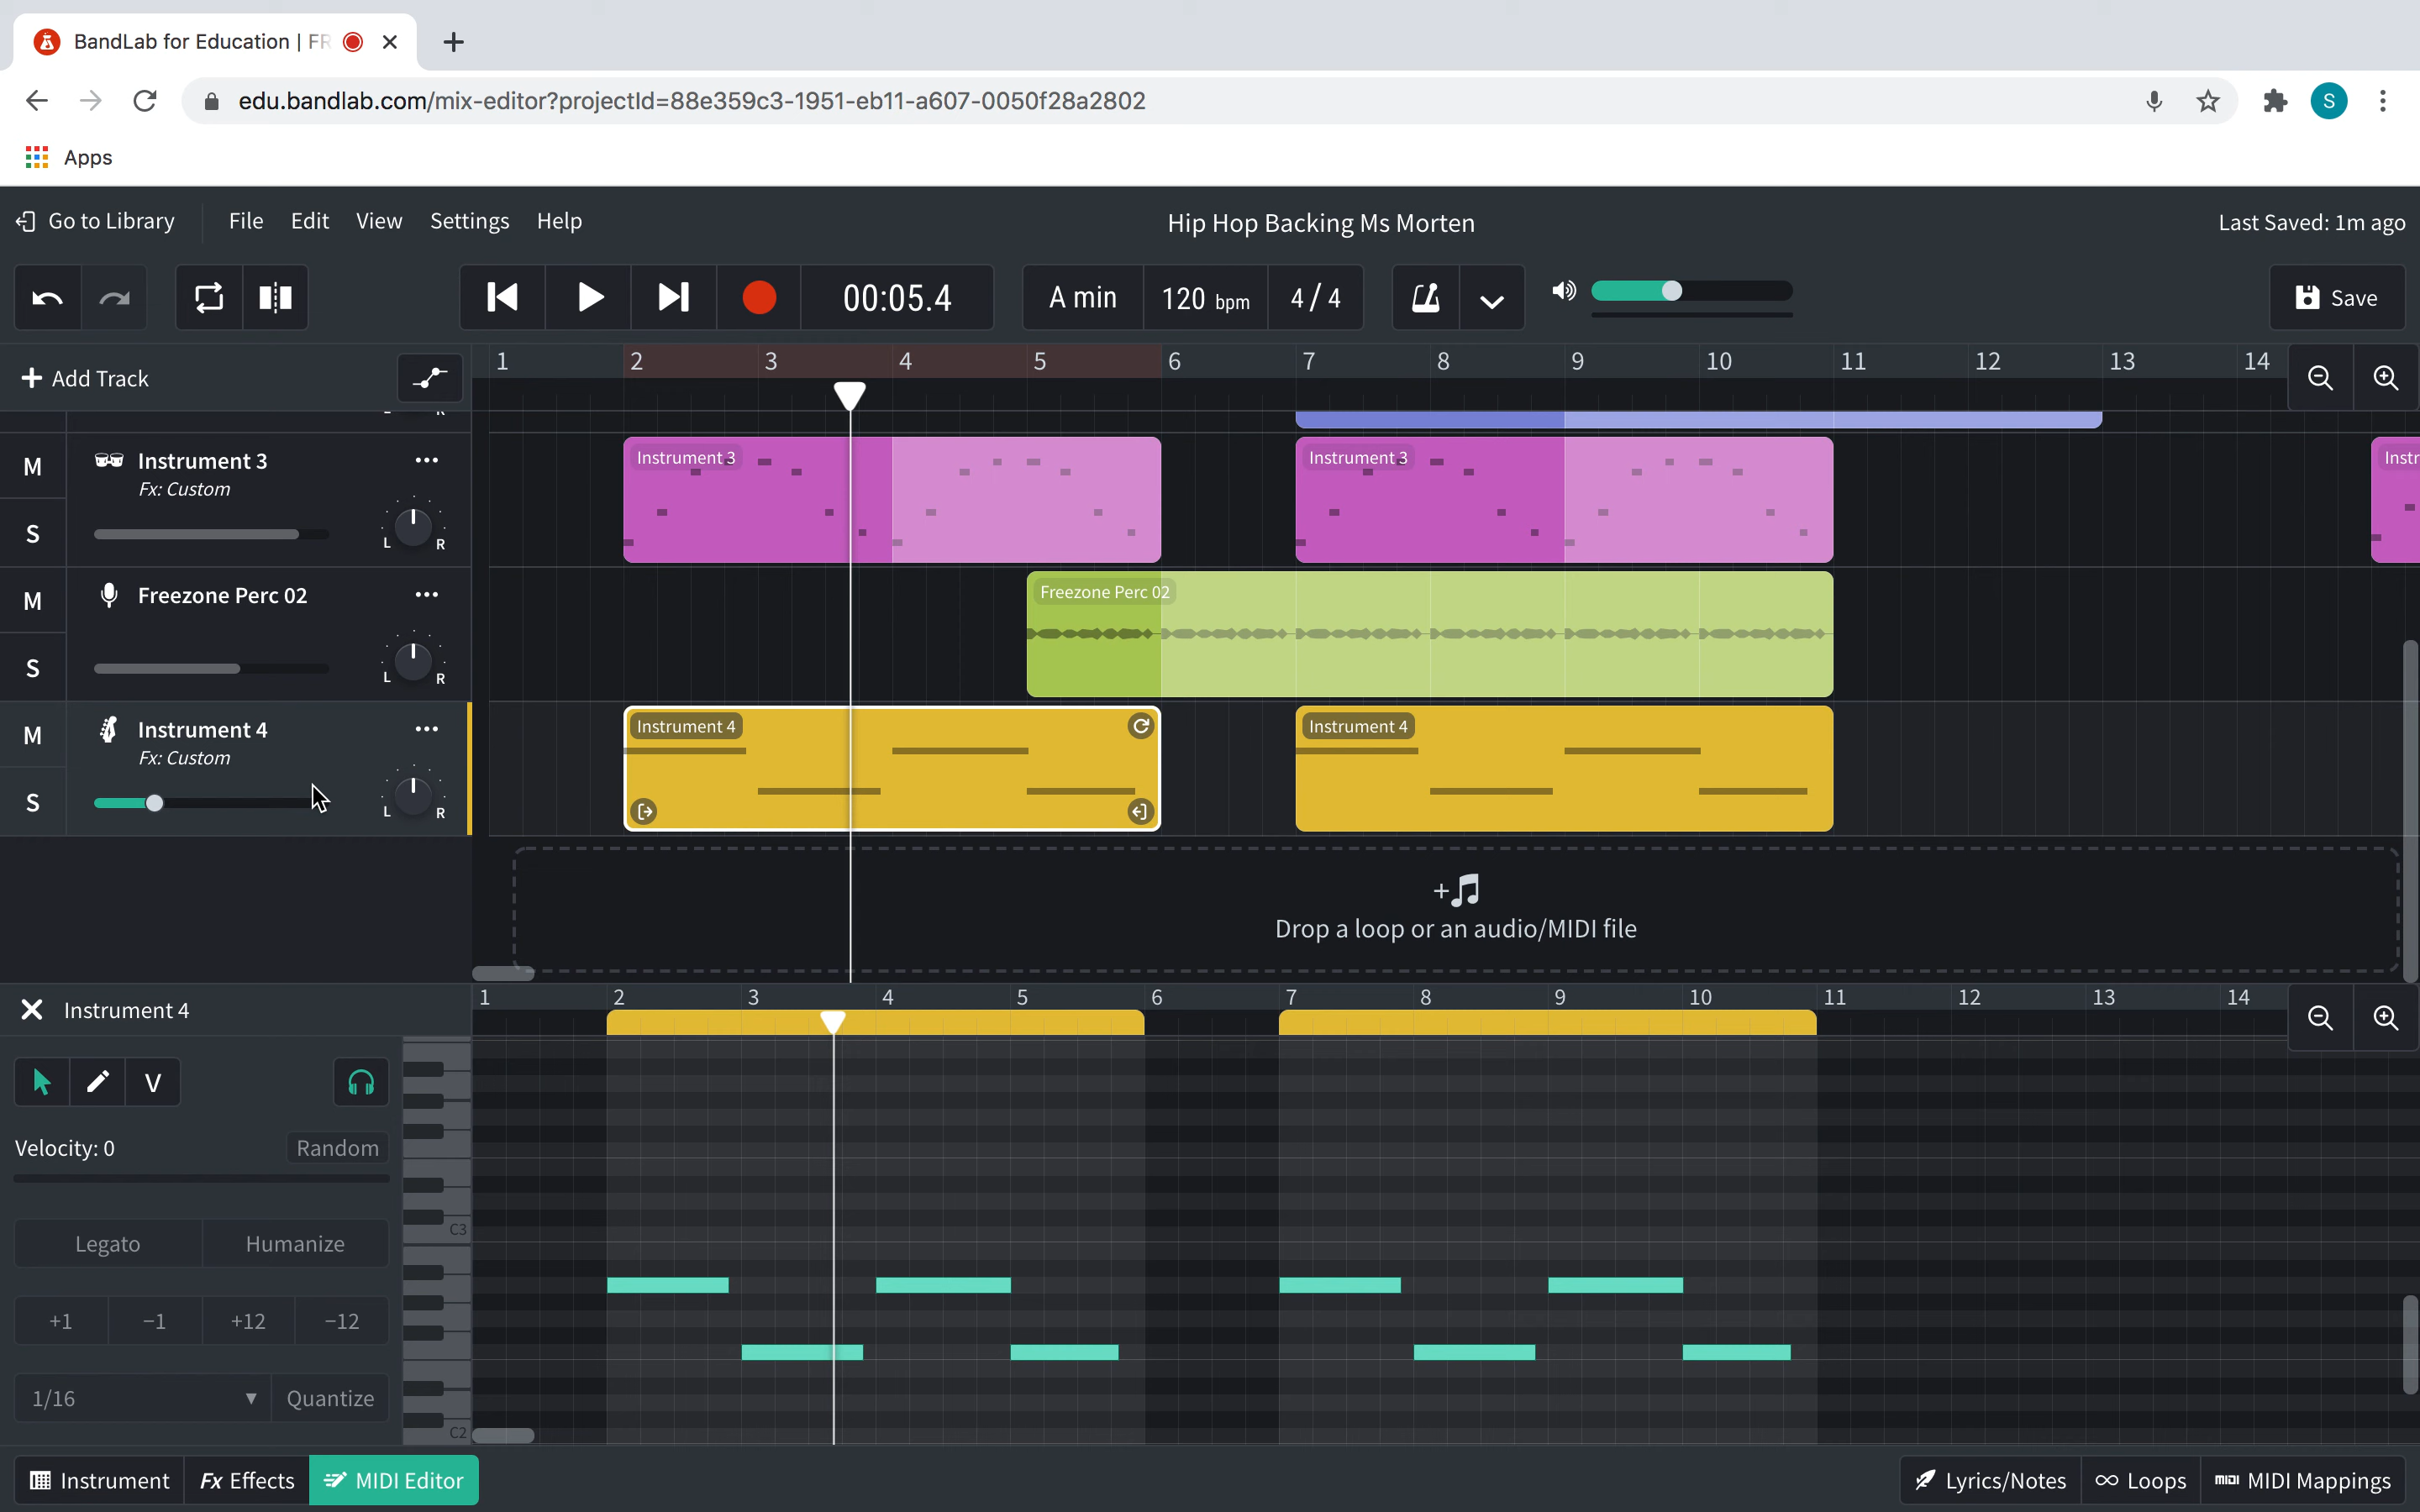 BandLab for Education | FR
edu.bandlab.com/mix-editor?projectId=88e359c3-1951-eb11-a607-0050f28a2802
S
Apps
Go to Library File Edit View Settings Help
Hip Hop Backing Ms Morten
Last Saved: 1m ago
00:05.4
A min
120 bpm
4 / 4
Save
Add Track
1 2 3 4 5 6 7 8 9 10 11 12 13 14
M Instrument 3
Fx: Custom
S L R
Instrument 3
Instrument 3
Instr
M Freezone Perc 02
S L R
Freezone Perc 02
M Instrument 4
Fx: Custom
S L R
Instrument 4
Instrument 4
Drop a loop or an audio/MIDI file
Instrument 4
1 2 3 4 5 6 7 8 9 10 11 12 13 14
V
Velocity: 0 Random
Legato Humanize
C3
+1 −1 +12 −12
1/16 Quantize
C2
Instrument Fx Effects MIDI Editor
Lyrics/Notes Loops MIDI MIDI Mappings